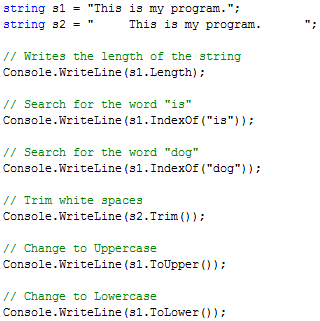 string s1 = "This is my program.";
string s2 = "     This is my program.      ";
// Writes the length of the string
Console.WriteLine(s1.Length);
// Search for the word "is"
Console.WriteLine(s1.IndexOf("is"));
// Search for the word "dog"
Console.WriteLine(s1.IndexOf("dog"));
// Trim white spaces
Console.WriteLine(s2.Trim());
// Change to Uppercase
Console.WriteLine(s1.ToUpper());
// Change to Lowercase
Console.WriteLine(s1.ToLower());